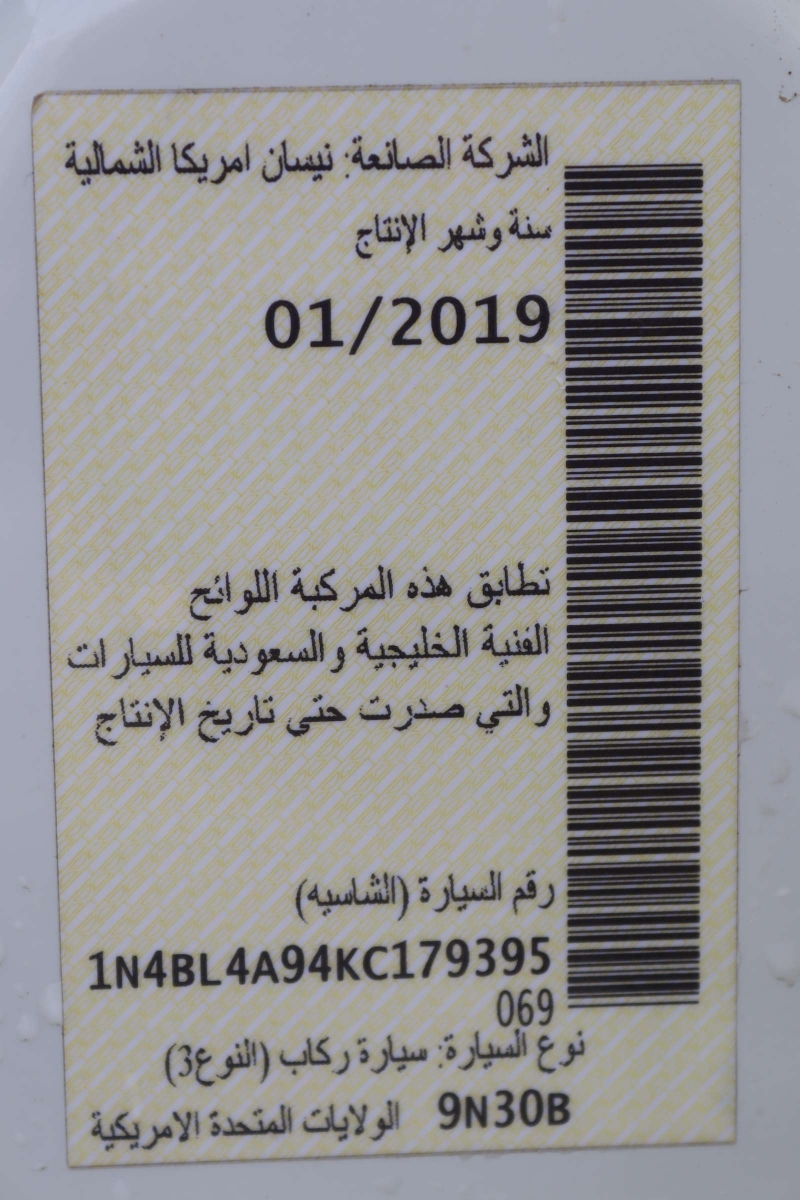 الشركة الصانعة: نيسان امريكا الشمالية
سنة وشهر الإنتاج
01/2019
تطابق هذه المركبة اللوائح
الفنية الخليجية والسعودية للسيارات
والتي صدرت حتى تاريخ الإنتاج
رقم السيارة (الشاسيه)
1N4BL4A94KC179395
069
نوع السيارة: سيارة ركاب (النوع3)
9N30B الولايات المتحدة الامريكية